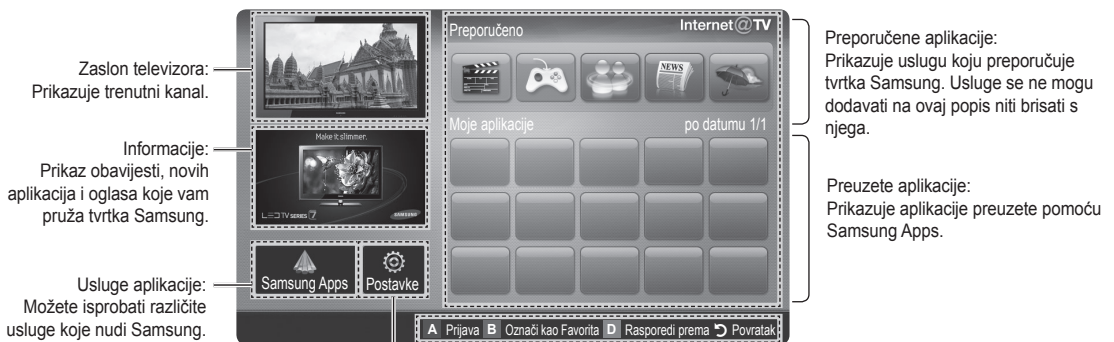 Zaslon televizora:
Prikazuje trenutni kanal.
Informacije:
Prikaz obavijesti, novih
aplikacija i oglasa koje vam
pruža tvrtka Samsung.
Usluge aplikacije:
Možete isprobati različite
usluge koje nudi Samsung.
Make it slimmer.
LED TV SERIES 7
SAMSUNG
Samsung Apps
Postavke
Preporučeno
Internet@TV
NEWS
Moje aplikacije po datumu 1/1
A Prijava B Označi kao Favorita D Rasporedi prema Povratak
Preporučene aplikacije:
Prikazuje uslugu koju preporučuje
tvrtka Samsung. Usluge se ne mogu
dodavati na ovaj popis niti brisati s
njega.
Preuzete aplikacije:
Prikazuje aplikacije preuzete pomoću
Samsung Apps.